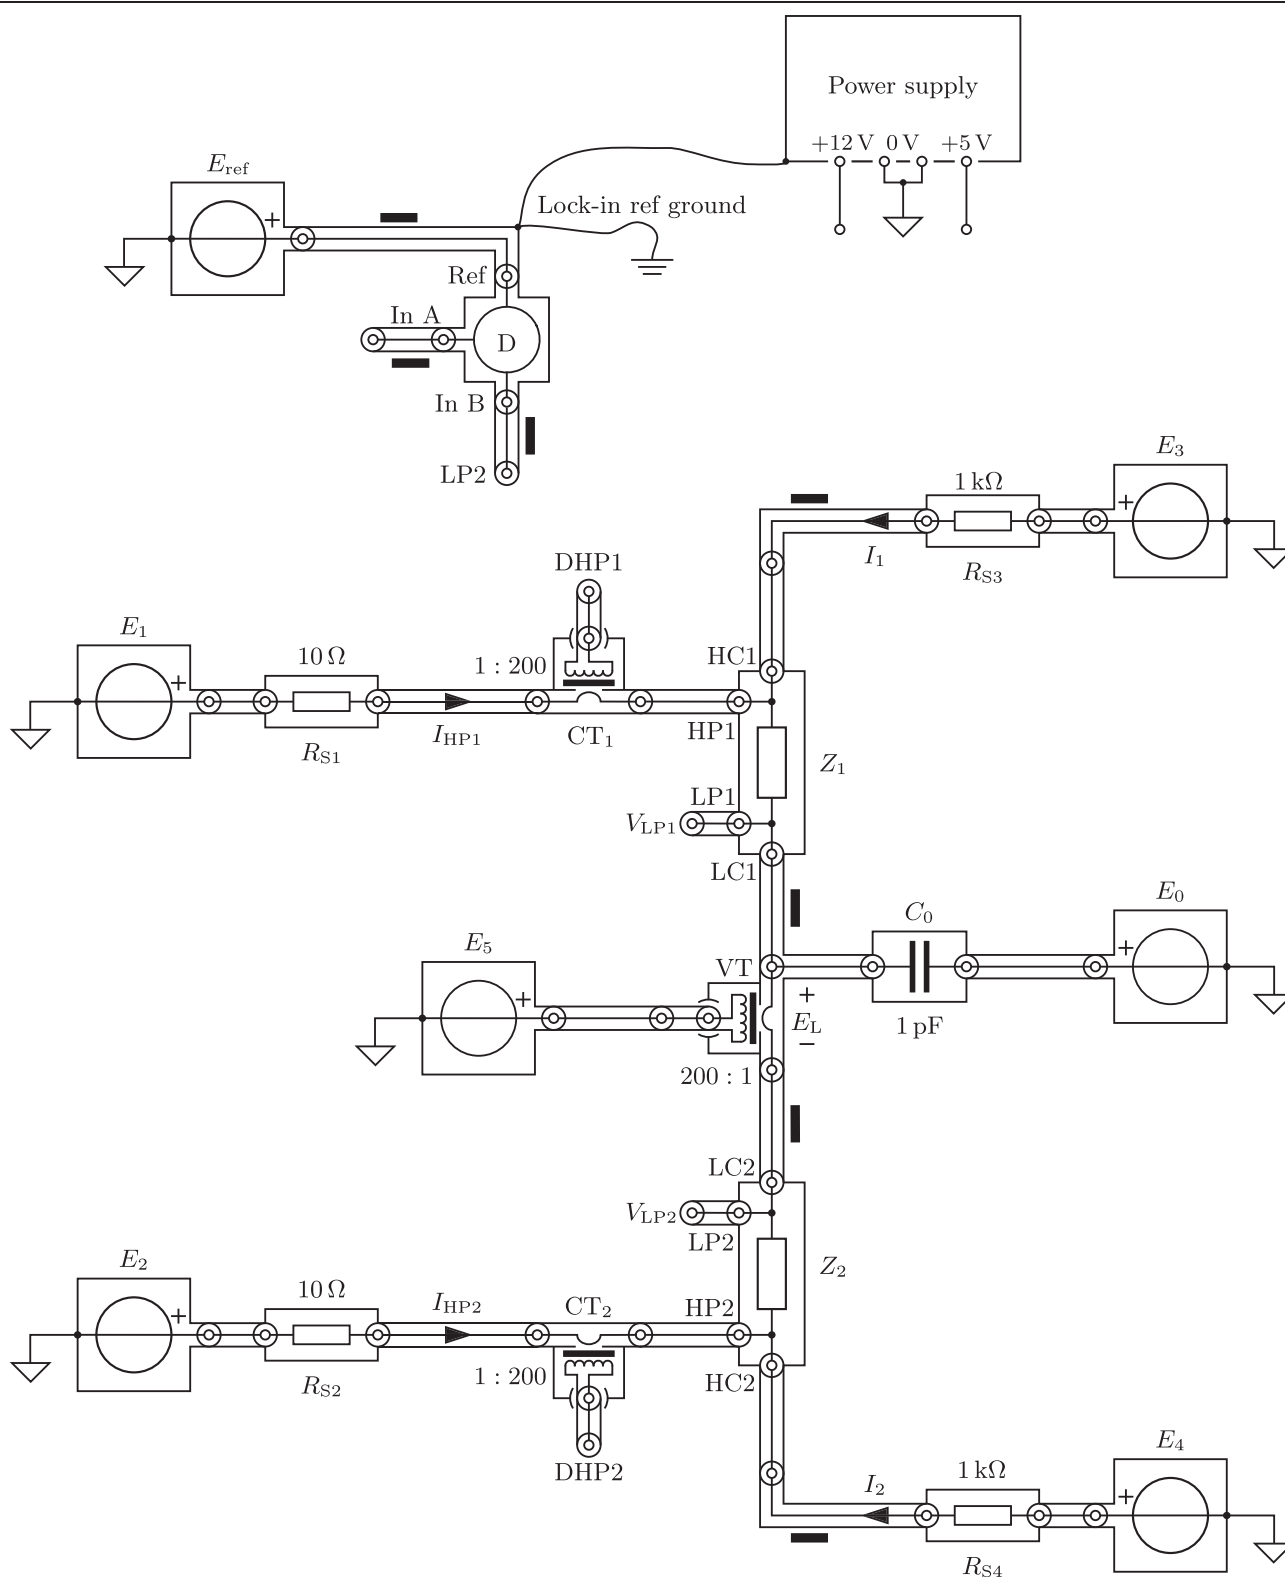 Power supply
+12 V 0 V +5 V
E_ref
+
Lock-in ref ground
Ref
In A
D
In B
LP2
E_3
1 kΩ
+
I_1
R_S3
DHP1
E_1
10 Ω
1 : 200
HC1
+
R_S1
I_HP1
CT_1
HP1
Z_1
LP1
V_LP1
LC1
E_0
C_0
E_5
VT
+
+
+
E_L
−
1 pF
200 : 1
LC2
V_LP2
LP2
Z_2
E_2
10 Ω
I_HP2
CT_2
HP2
+
R_S2
1 : 200
HC2
DHP2
E_4
1 kΩ
I_2
+
R_S4